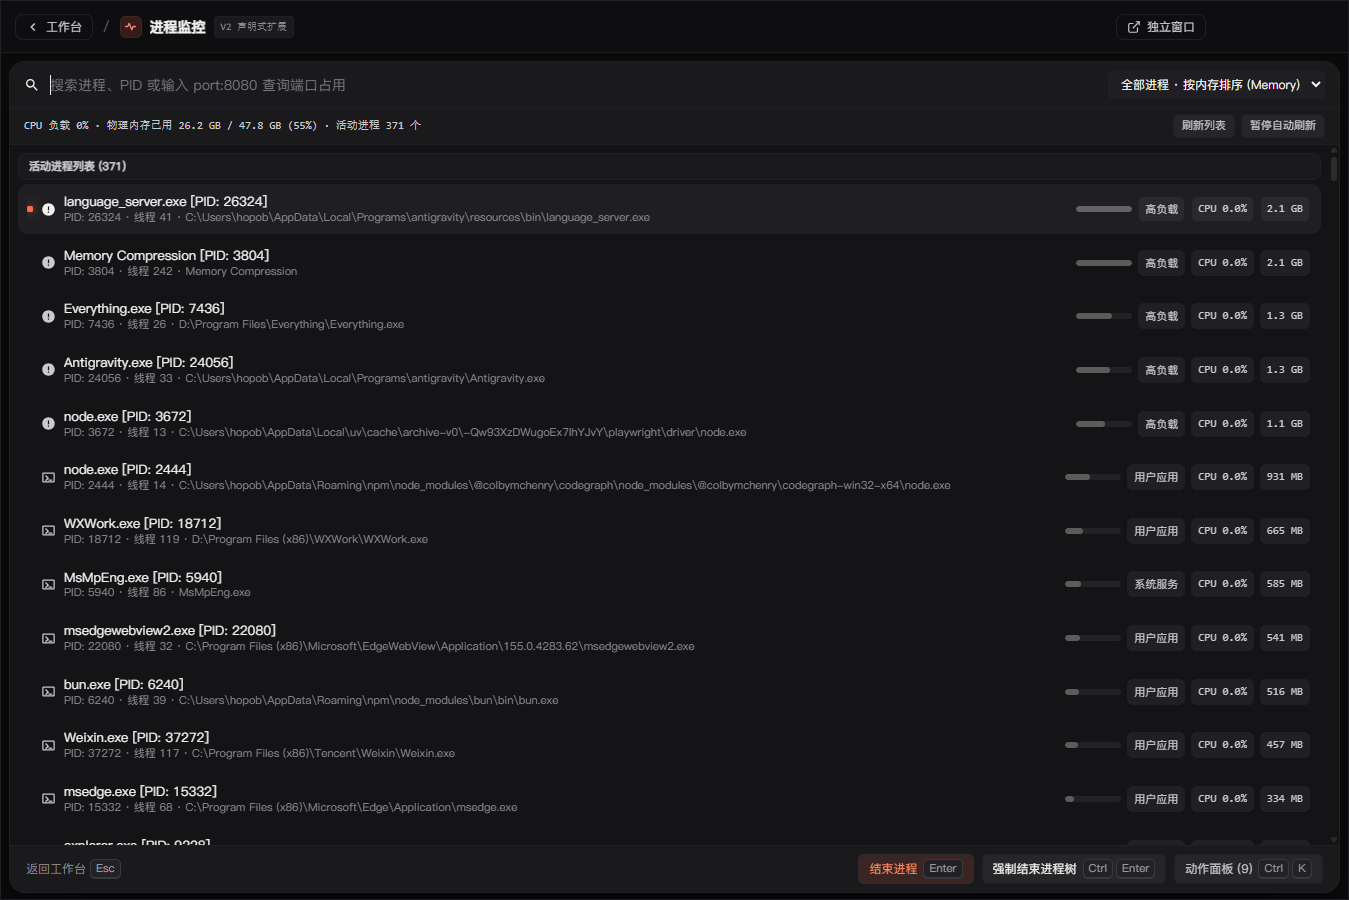 工作台 / 进程监控 V2 声明式扩展 独立窗口
搜索进程、PID 或输入 port:8080 查询端口占用 全部进程 · 按内存排序 (Memory)
CPU 负载 0% · 物理内存已用 26.2 GB / 47.8 GB (55%) · 活动进程 371 个 刷新列表 暂停自动刷新
活动进程列表 (371)
language_server.exe [PID: 26324]
PID: 26324 · 线程 41 · C:\Users\hopob\AppData\Local\Programs\antigravity\resources\bin\language_server.exe
高负载 CPU 0.0% 2.1 GB
Memory Compression [PID: 3804]
PID: 3804 · 线程 242 · Memory Compression
高负载 CPU 0.0% 2.1 GB
Everything.exe [PID: 7436]
PID: 7436 · 线程 26 · D:\Program Files\Everything\Everything.exe
高负载 CPU 0.0% 1.3 GB
Antigravity.exe [PID: 24056]
PID: 24056 · 线程 33 · C:\Users\hopob\AppData\Local\Programs\antigravity\Antigravity.exe
高负载 CPU 0.0% 1.3 GB
node.exe [PID: 3672]
PID: 3672 · 线程 13 · C:\Users\hopob\AppData\Local\uv\cache\archive-v0\-Qw93XzDWugoEx7IhYJvY\playwright\driver\node.exe
高负载 CPU 0.0% 1.1 GB
node.exe [PID: 2444]
PID: 2444 · 线程 14 · C:\Users\hopob\AppData\Roaming\npm\node_modules\@colbymchenry\codegraph\node_modules\@colbymchenry\codegraph-win32-x64\node.exe
用户应用 CPU 0.0% 931 MB
WXWork.exe [PID: 18712]
PID: 18712 · 线程 119 · D:\Program Files (x86)\WXWork\WXWork.exe
用户应用 CPU 0.0% 665 MB
MsMpEng.exe [PID: 5940]
PID: 5940 · 线程 86 · MsMpEng.exe
系统服务 CPU 0.0% 585 MB
msedgewebview2.exe [PID: 22080]
PID: 22080 · 线程 32 · C:\Program Files (x86)\Microsoft\EdgeWebView\Application\155.0.4283.62\msedgewebview2.exe
用户应用 CPU 0.0% 541 MB
bun.exe [PID: 6240]
PID: 6240 · 线程 39 · C:\Users\hopob\AppData\Roaming\npm\node_modules\bun\bin\bun.exe
用户应用 CPU 0.0% 516 MB
Weixin.exe [PID: 37272]
PID: 37272 · 线程 117 · C:\Program Files (x86)\Tencent\Weixin\Weixin.exe
用户应用 CPU 0.0% 457 MB
msedge.exe [PID: 15332]
PID: 15332 · 线程 68 · C:\Program Files (x86)\Microsoft\Edge\Application\msedge.exe
用户应用 CPU 0.0% 334 MB
返回工作台 Esc 结束进程 Enter 强制结束进程树 Ctrl Enter 动作面板 (9) Ctrl K